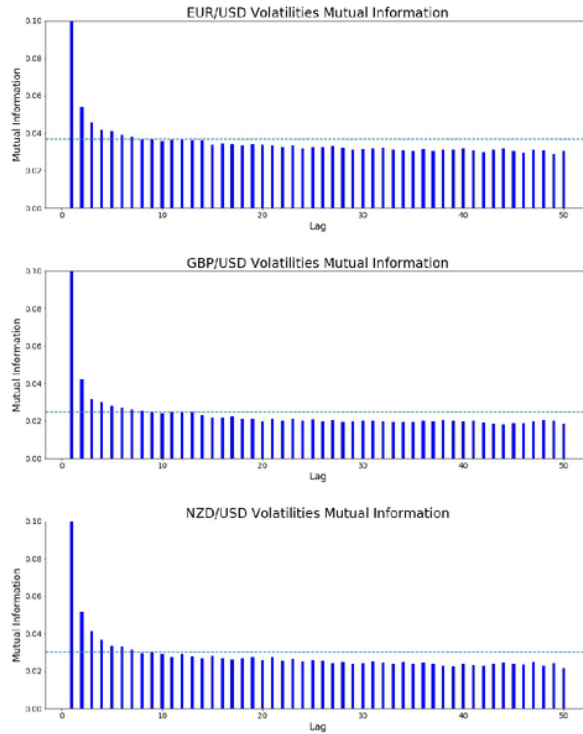 EUR/USD Volatilities Mutual Information
0.10
0.08
0.06
0.04
0.02
0.00
Mutual Information
0 10 20 30 40 50
Lag
GBP/USD Volatilities Mutual Information
0.10
0.08
0.06
0.04
0.02
0.00
Mutual Information
0 10 20 30 40 50
Lag
NZD/USD Volatilities Mutual Information
0.10
0.08
0.06
0.04
0.02
0.00
Mutual Information
0 10 20 30 40 50
Lag